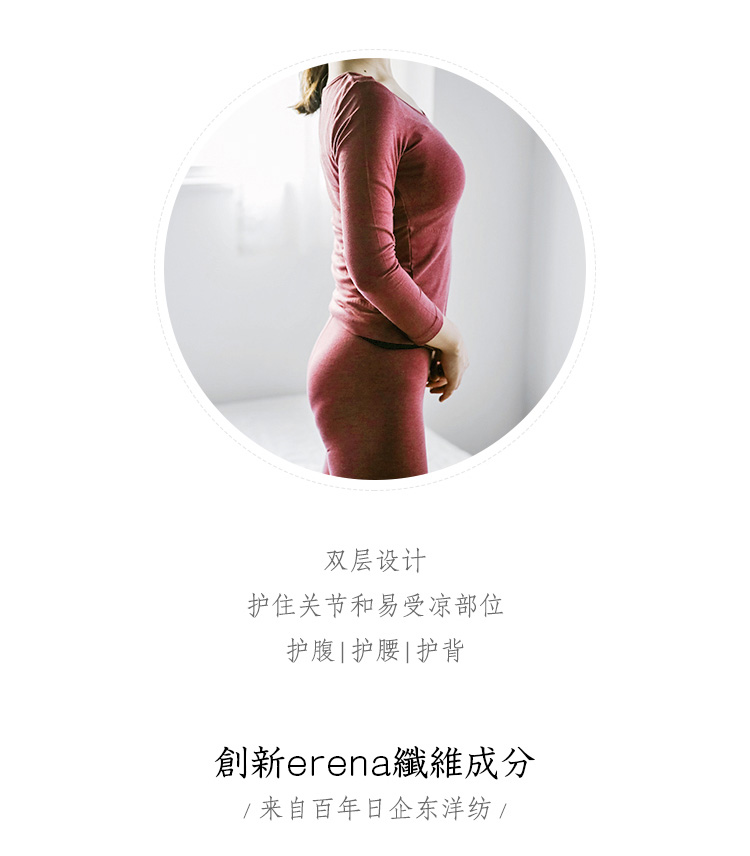 双层设计
护住关节和易受凉部位
护腹|护腰|护背
創新erena纖維成分
/ 来自百年日企东洋纺 /